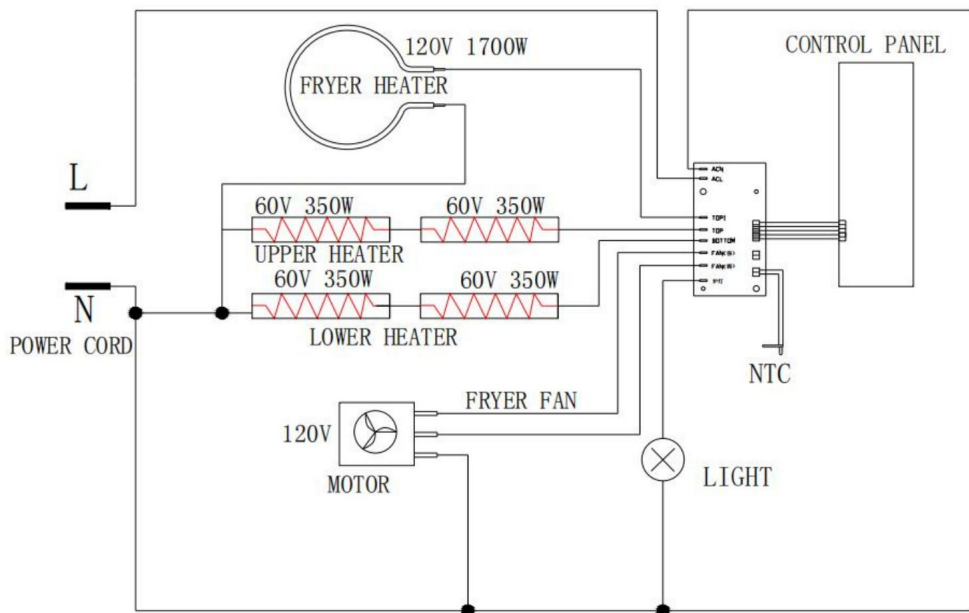 120V 1700W
CONTROL PANEL
FRYER HEATER
L
ACN
ACL
60V 350W
60V 350W
TOP1
TOP
UPPER HEATER
BOTTOM
60V 350W
60V 350W
N
LOWER HEATER
POWER CORD
NTC
FRYER FAN
120V
MOTOR
LIGHT